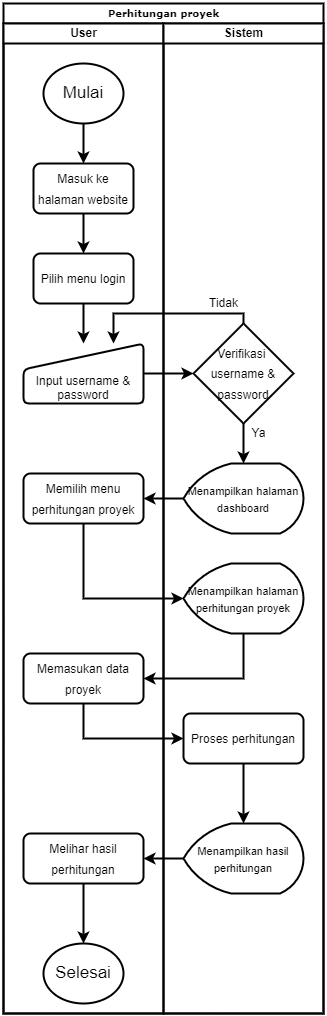 Perhitungan proyek
User
Sistem
Mulai
Masuk ke
halaman website
Pilih menu login
Tidak
Input username &
password
Verifikasi
username &
password
Ya
Memilih menu
perhitungan proyek
Menampilkan halaman
dashboard
Menampilkan halaman
perhitungan proyek
Memasukan data
proyek
Proses perhitungan
Melihar hasil
perhitungan
Menampilkan hasil
perhitungan
Selesai